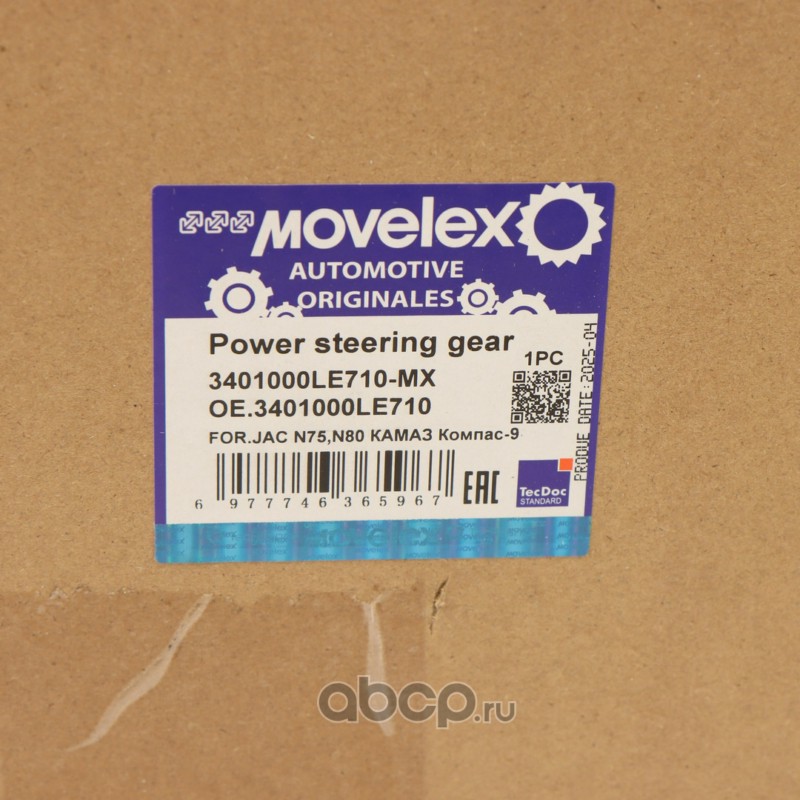 Movelex
AUTOMOTIVE
ORIGINALES
Power steering gear
1PC
3401000LE710-MX
OE.3401000LE710
FOR.JAC N75,N80 КАМАЗ Компас-9
6 977746 365967
EAC
TecDoc
STANDARD
PRODUE DATE:2025-04
abcp.ru